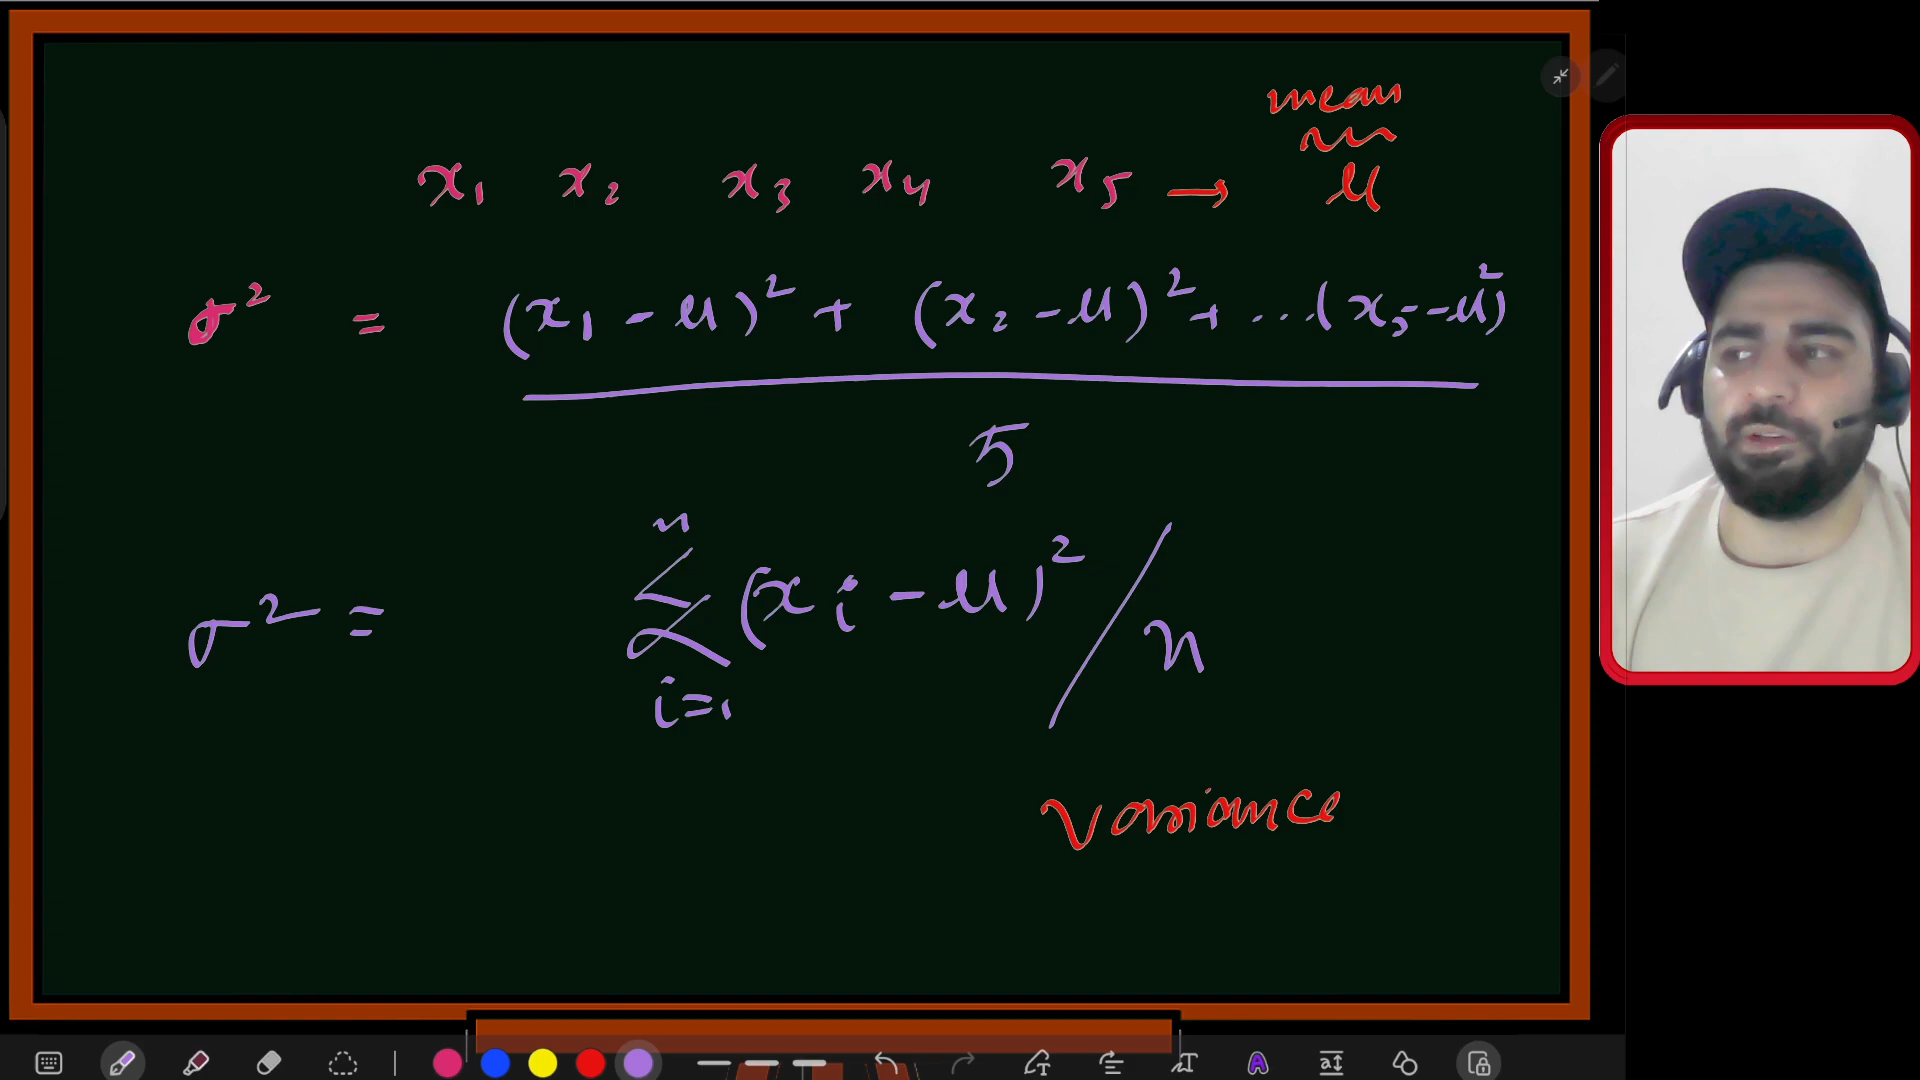 mean
x₁ x₂ x₃ x₄ x₅ → μ
σ² = (x₁ - μ)² + (x₂ - μ)² + ...(x₅ - μ)²
5
n
σ² = Σ (xi - μ)² / n
i=1
Variance